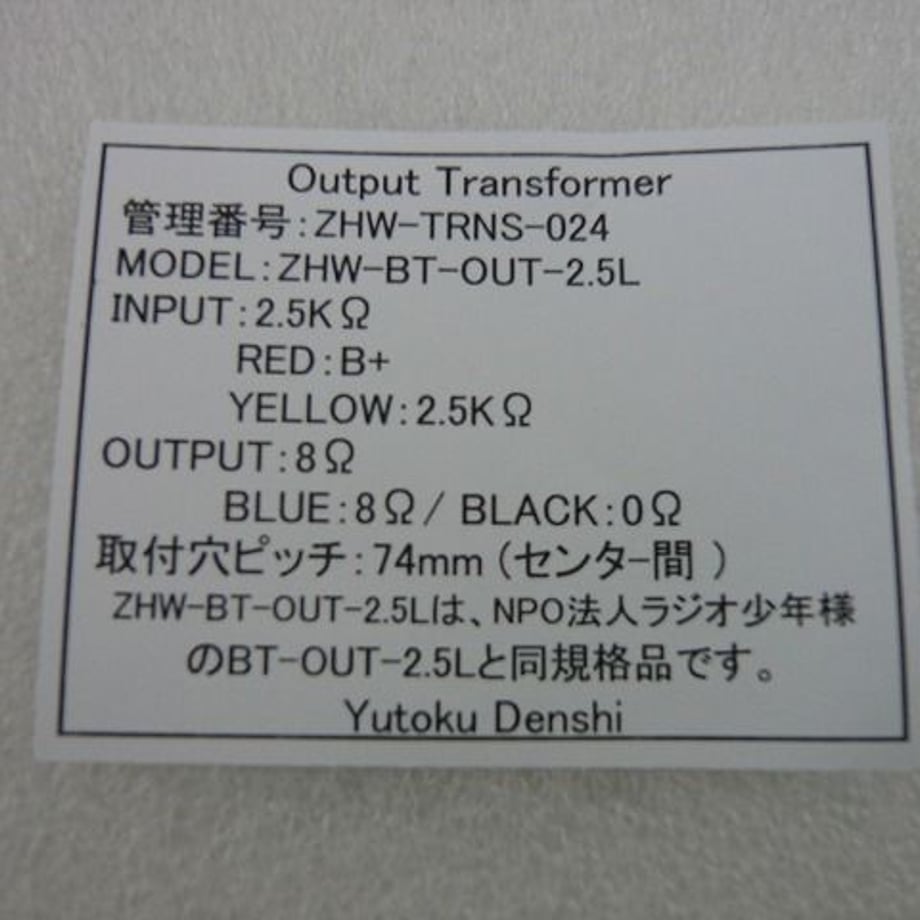 Output Transformer
管理番号:ZHW-TRNS-024
MODEL:ZHW-BT-OUT-2.5L
INPUT:2.5KΩ
RED:B+
YELLOW:2.5KΩ
OUTPUT:8Ω
BLUE:8Ω/ BLACK:0Ω
取付穴ピッチ:74mm(センタ-間 )
ZHW-BT-OUT-2.5Lは、NPO法人ラジオ少年様
のBT-OUT-2.5Lと同規格品です。
Yutoku Denshi